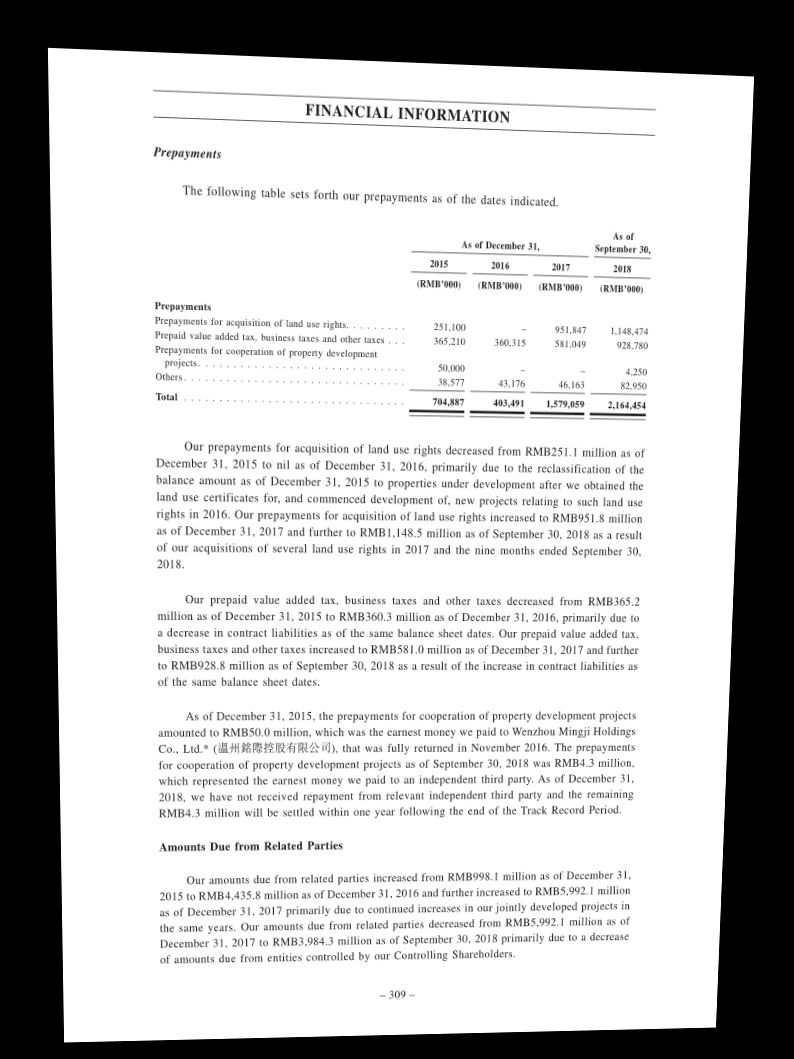 FINANCIAL INFORMATION
Prepayments
The following table sets forth our prepayments as of the dates indicated.
As of December 31, As of September 30,
2015 2016 2017 2018
(RMB'000) (RMB'000) (RMB'000) (RMB'000)
Prepayments
Prepayments for acquisition of land use rights. . . . . . . . . 251,100 – 951,847 1,148,474
Prepaid value added tax, business taxes and other taxes . . . 365,210 360,315 581,049 928,780
Prepayments for cooperation of property development
projects. . . . . . . . . . . . . . . . . . . . . . . . . . . . . . 50,000 – – 4,250
Others. . . . . . . . . . . . . . . . . . . . . . . . . . . . . . . . 38,577 43,176 46,163 82,950
Total . . . . . . . . . . . . . . . . . . . . . . . . . . . . . . . . 704,887 403,491 1,579,059 2,164,454
Our prepayments for acquisition of land use rights decreased from RMB251.1 million as of
December 31, 2015 to nil as of December 31, 2016, primarily due to the reclassification of the
balance amount as of December 31, 2015 to properties under development after we obtained the
land use certificates for, and commenced development of, new projects relating to such land use
rights in 2016. Our prepayments for acquisition of land use rights increased to RMB951.8 million
as of December 31, 2017 and further to RMB1,148.5 million as of September 30, 2018 as a result
of our acquisitions of several land use rights in 2017 and the nine months ended September 30,
2018.
Our prepaid value added tax, business taxes and other taxes decreased from RMB365.2
million as of December 31, 2015 to RMB360.3 million as of December 31, 2016, primarily due to
a decrease in contract liabilities as of the same balance sheet dates. Our prepaid value added tax,
business taxes and other taxes increased to RMB581.0 million as of December 31, 2017 and further
to RMB928.8 million as of September 30, 2018 as a result of the increase in contract liabilities as
of the same balance sheet dates.
As of December 31, 2015, the prepayments for cooperation of property development projects
amounted to RMB50.0 million, which was the earnest money we paid to Wenzhou Mingji Holdings
Co., Ltd.* (溫州銘際控股有限公司), that was fully returned in November 2016. The prepayments
for cooperation of property development projects as of September 30, 2018 was RMB4.3 million,
which represented the earnest money we paid to an independent third party. As of December 31,
2018, we have not received repayment from relevant independent third party and the remaining
RMB4.3 million will be settled within one year following the end of the Track Record Period.
Amounts Due from Related Parties
Our amounts due from related parties increased from RMB998.1 million as of December 31,
2015 to RMB4,435.8 million as of December 31, 2016 and further increased to RMB5,992.1 million
as of December 31, 2017 primarily due to continued increases in our jointly developed projects in
the same years. Our amounts due from related parties decreased from RMB5,992.1 million as of
December 31, 2017 to RMB3,984.3 million as of September 30, 2018 primarily due to a decrease
of amounts due from entities controlled by our Controlling Shareholders.
– 309 –